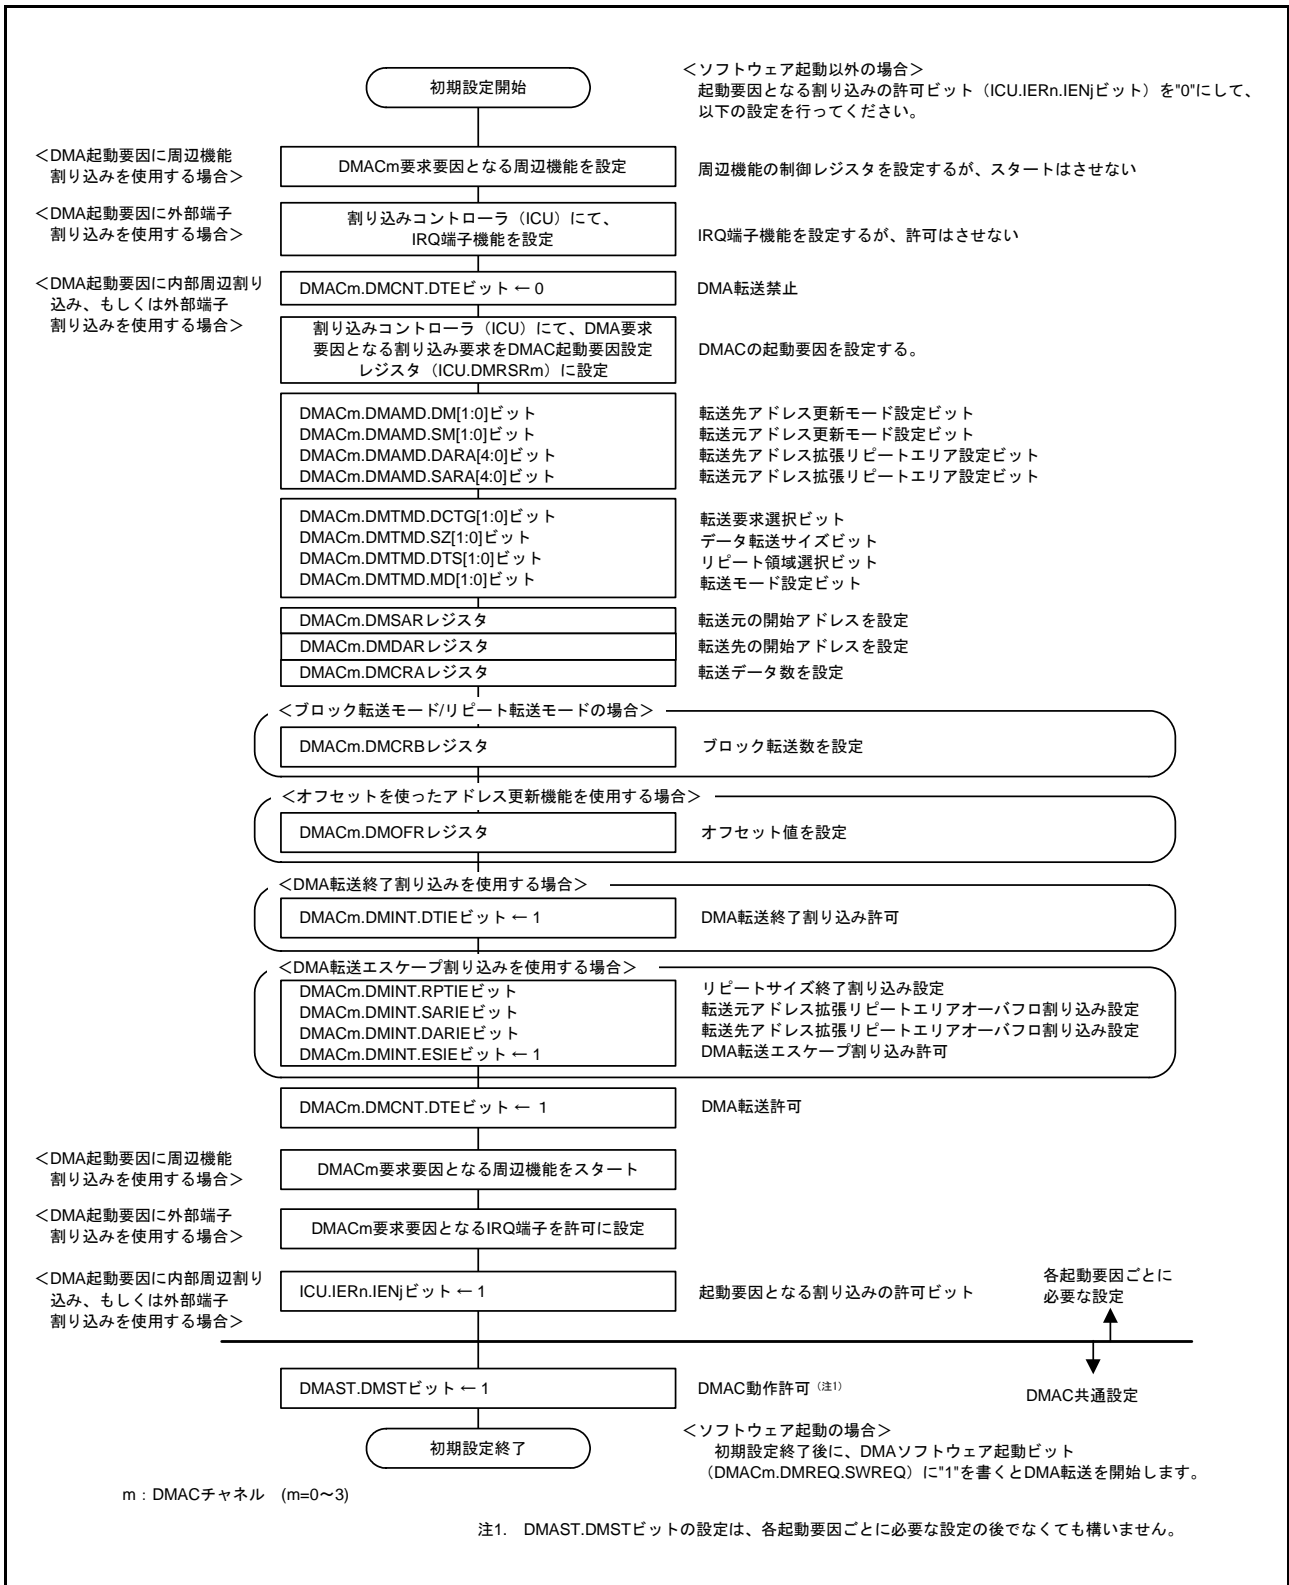 初期設定開始
＜ソフトウェア起動以外の場合＞
起動要因となる割り込みの許可ビット（ICU.IERn.IENjビット）を"0"にして、
以下の設定を行ってください。
＜DMA起動要因に周辺機能
割り込みを使用する場合＞
DMACm要求要因となる周辺機能を設定
周辺機能の制御レジスタを設定するが、スタートはさせない
＜DMA起動要因に外部端子
割り込みを使用する場合＞
割り込みコントローラ（ICU）にて、
IRQ端子機能を設定
IRQ端子機能を設定するが、許可はさせない
＜DMA起動要因に内部周辺割り
込み、もしくは外部端子
割り込みを使用する場合＞
DMACm.DMCNT.DTEビット ← 0
DMA転送禁止
割り込みコントローラ（ICU）にて、DMA要求
要因となる割り込み要求をDMAC起動要因設定
レジスタ（ICU.DMRSRm）に設定
DMACの起動要因を設定する。
DMACm.DMAMD.DM[1:0]ビット
転送先アドレス更新モード設定ビット
DMACm.DMAMD.SM[1:0]ビット
転送元アドレス更新モード設定ビット
DMACm.DMAMD.DARA[4:0]ビット
転送先アドレス拡張リピートエリア設定ビット
DMACm.DMAMD.SARA[4:0]ビット
転送元アドレス拡張リピートエリア設定ビット
DMACm.DMTMD.DCTG[1:0]ビット
転送要求選択ビット
DMACm.DMTMD.SZ[1:0]ビット
データ転送サイズビット
DMACm.DMTMD.DTS[1:0]ビット
リピート領域選択ビット
DMACm.DMTMD.MD[1:0]ビット
転送モード設定ビット
DMACm.DMSARレジスタ
転送元の開始アドレスを設定
DMACm.DMDARレジスタ
転送先の開始アドレスを設定
DMACm.DMCRAレジスタ
転送データ数を設定
＜ブロック転送モード/リピート転送モードの場合＞
DMACm.DMCRBレジスタ
ブロック転送数を設定
＜オフセットを使ったアドレス更新機能を使用する場合＞
DMACm.DMOFRレジスタ
オフセット値を設定
＜DMA転送終了割り込みを使用する場合＞
DMACm.DMINT.DTIEビット ← 1
DMA転送終了割り込み許可
＜DMA転送エスケープ割り込みを使用する場合＞
DMACm.DMINT.RPTIEビット
リピートサイズ終了割り込み設定
DMACm.DMINT.SARIEビット
転送元アドレス拡張リピートエリアオーバフロ割り込み設定
DMACm.DMINT.DARIEビット
転送先アドレス拡張リピートエリアオーバフロ割り込み設定
DMACm.DMINT.ESIEビット ← 1
DMA転送エスケープ割り込み許可
DMACm.DMCNT.DTEビット ← 1
DMA転送許可
＜DMA起動要因に周辺機能
割り込みを使用する場合＞
DMACm要求要因となる周辺機能をスタート
＜DMA起動要因に外部端子
割り込みを使用する場合＞
DMACm要求要因となるIRQ端子を許可に設定
＜DMA起動要因に内部周辺割り
込み、もしくは外部端子
割り込みを使用する場合＞
ICU.IERn.IENjビット ← 1
起動要因となる割り込みの許可ビット
各起動要因ごとに
必要な設定
DMAST.DMSTビット ← 1
DMAC動作許可（注1）
DMAC共通設定
初期設定終了
＜ソフトウェア起動の場合＞
初期設定終了後に、DMAソフトウェア起動ビット
（DMACm.DMREQ.SWREQ）に"1"を書くとDMA転送を開始します。
m：DMACチャネル (m=0〜3)
注1. DMAST.DMSTビットの設定は、各起動要因ごとに必要な設定の後でなくても構いません。